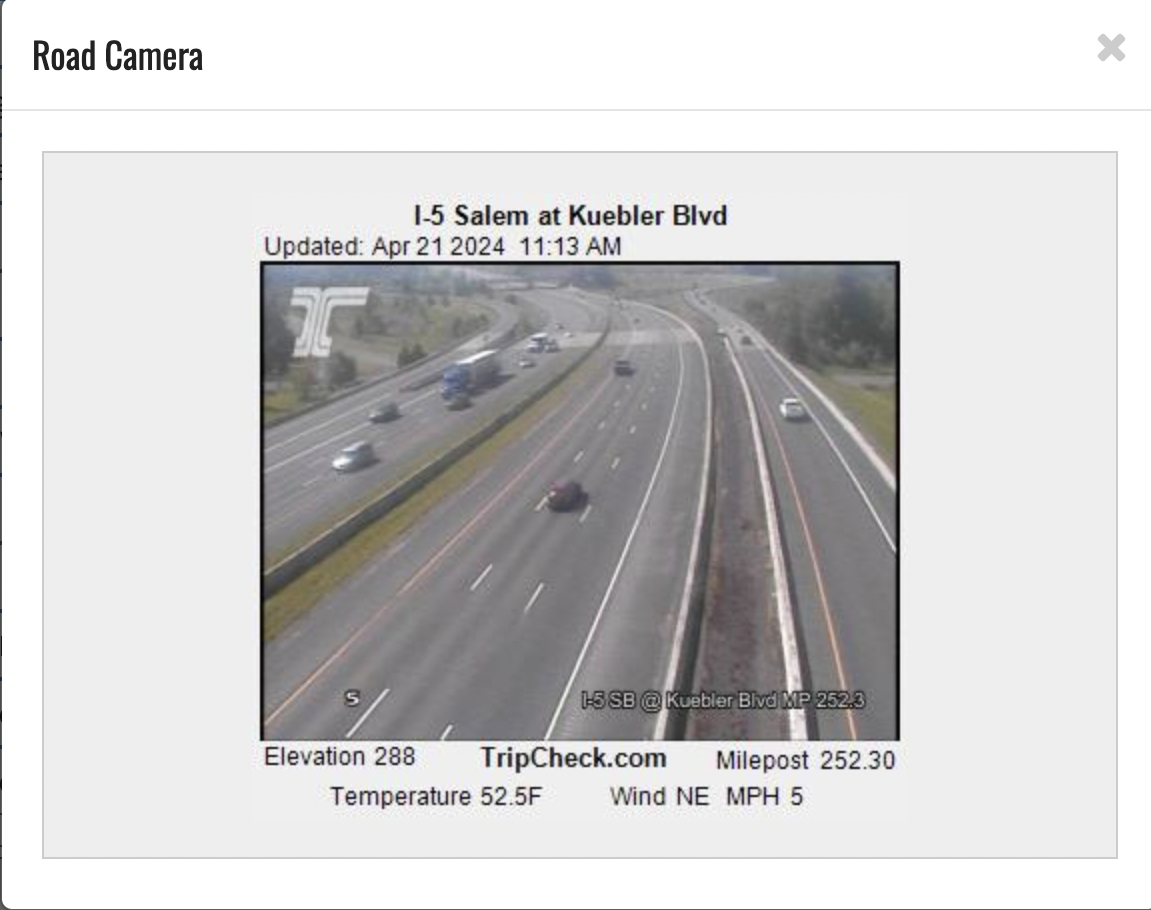 Road Camera
I-5 Salem at Kuebler Blvd
Updated: Apr 21 2024 11:13 AM
S
I-5 SB @ Kuebler Blvd MP 252.3
Elevation 288 TripCheck.com Milepost 252.30
Temperature 52.5F Wind NE MPH 5